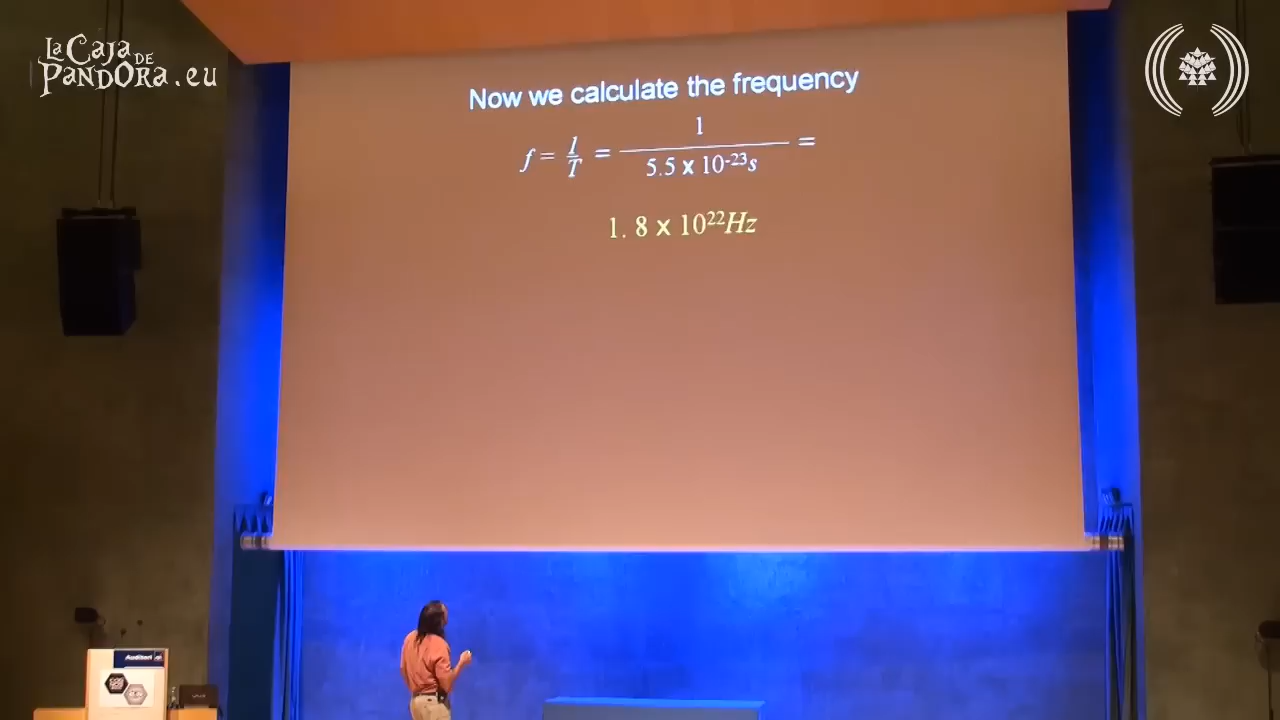 La Caja
DE
PANDORA.eu
Now we calculate the frequency
f = 1/T = 1 / 5.5 x 10⁻²³s =
1. 8 x 10²²Hz
Auditori